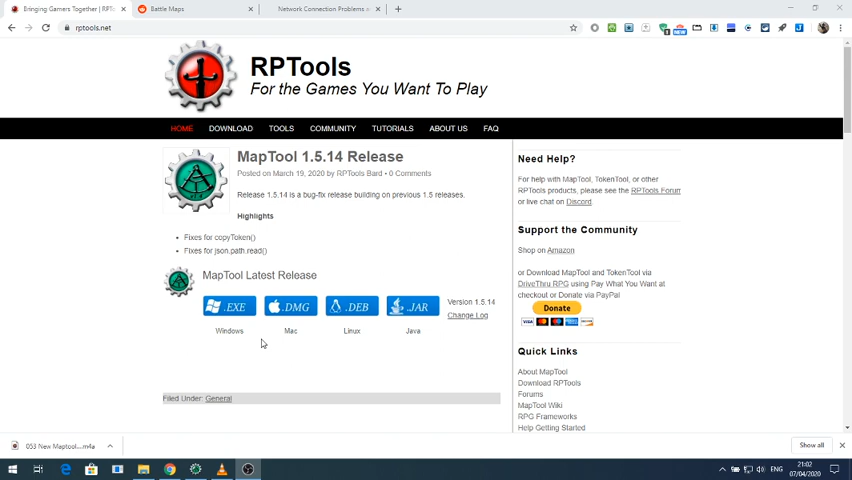 Bringing Gamers Together | RPT
Battle Maps
Network Connection Problems a
rptools.net
NEW
RPTools
For the Games You Want To Play
HOME
DOWNLOAD
TOOLS
COMMUNITY
TUTORIALS
ABOUT US
FAQ
MapTool 1.5.14 Release
Posted on March 19, 2020 by RPTools Bard • 0 Comments
Release 1.5.14 is a bug-fix release building on previous 1.5 releases.
Highlights
Fixes for copyToken()
Fixes for json.path.read()
MapTool Latest Release
.EXE
.DMG
.DEB
.JAR
Windows
Mac
Linux
Java
Version 1.5.14
Change Log
Filed Under: General
Need Help?
For help with MapTool, TokenTool, or other
RPTools products, please see the RPTools Forum
or live chat on Discord.
Support the Community
Shop on Amazon
or Download MapTool and TokenTool via
DriveThru RPG using Pay What You Want at
checkout or Donate via PayPal
Donate
VISA
Quick Links
About MapTool
Download RPTools
Forums
MapTool Wiki
RPG Frameworks
Help Getting Started
053 New Maptool....m4a
Show all
ENG
21:02
07/04/2020